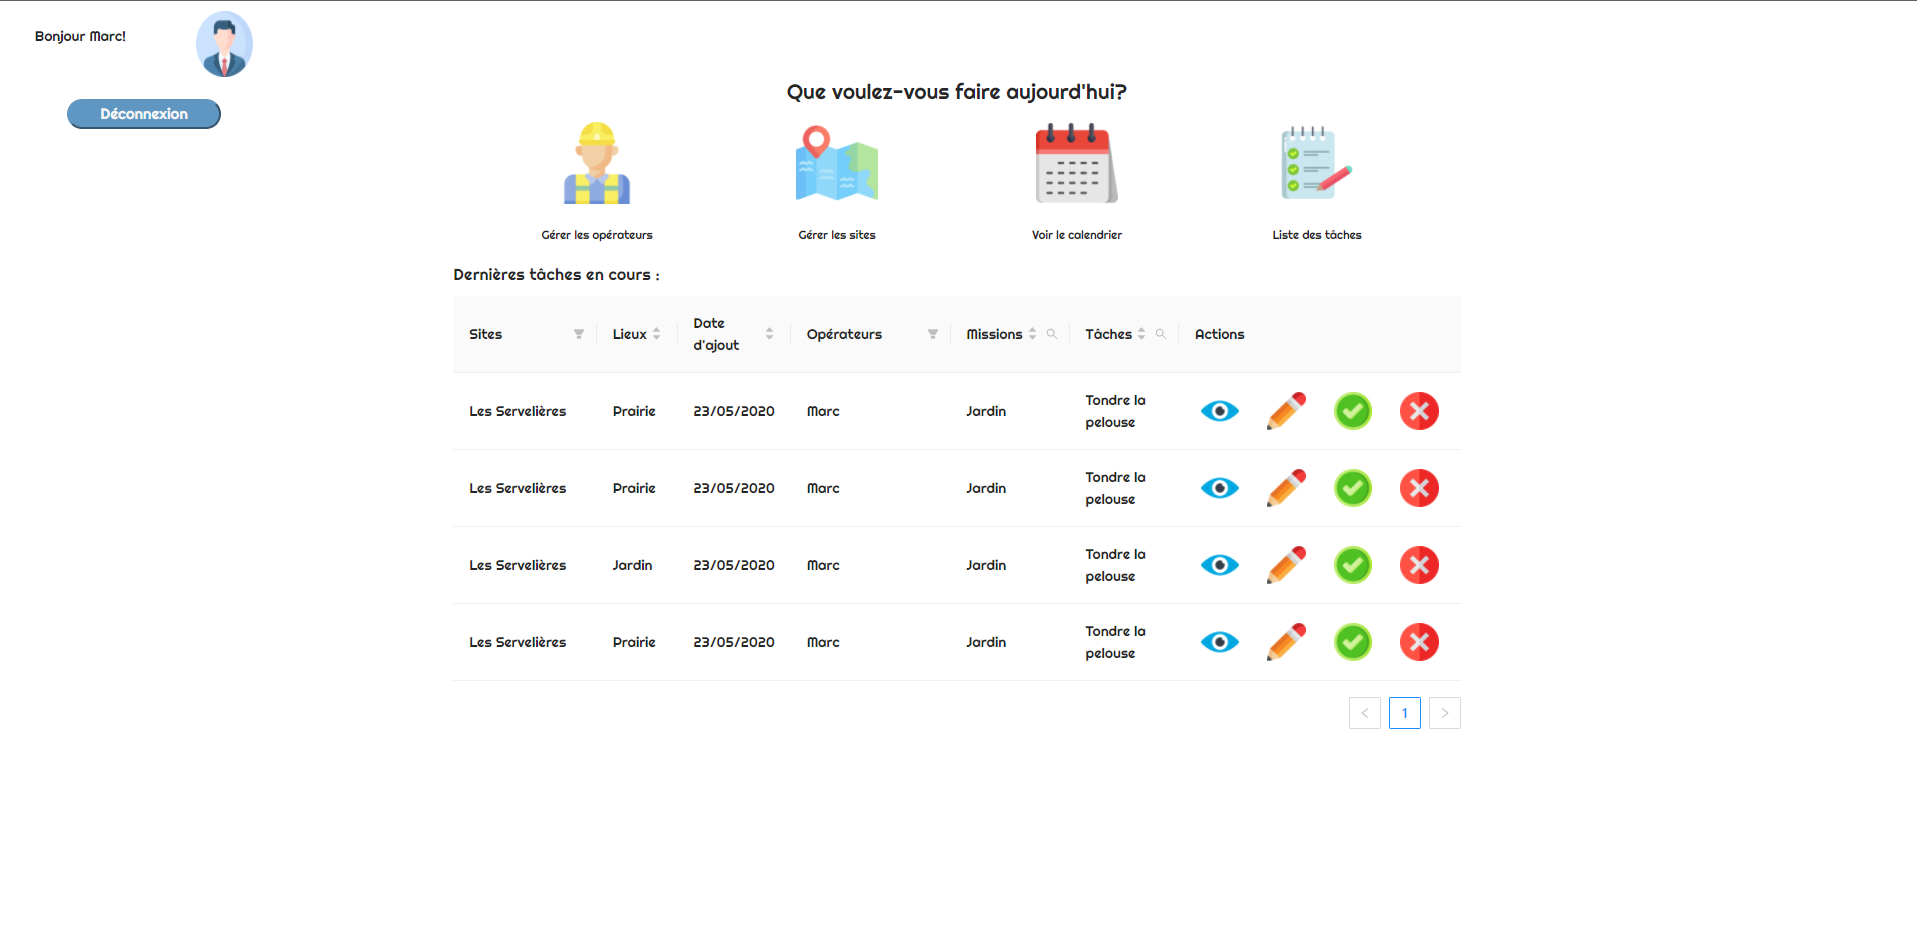 Bonjour Marc!
Déconnexion
Que voulez-vous faire aujourd'hui?
Gérer les opérateurs
Gérer les sites
Voir le calendrier
Liste des tâches
Dernières tâches en cours :
Sites
Lieux
Date
d'ajout
Opérateurs
Missions
Tâches
Actions
Les Servelières
Prairie
23/05/2020
Marc
Jardin
Tondre la
pelouse
Les Servelières
Prairie
23/05/2020
Marc
Jardin
Tondre la
pelouse
Les Servelières
Jardin
23/05/2020
Marc
Jardin
Tondre la
pelouse
Les Servelières
Prairie
23/05/2020
Marc
Jardin
Tondre la
pelouse
< 1 >